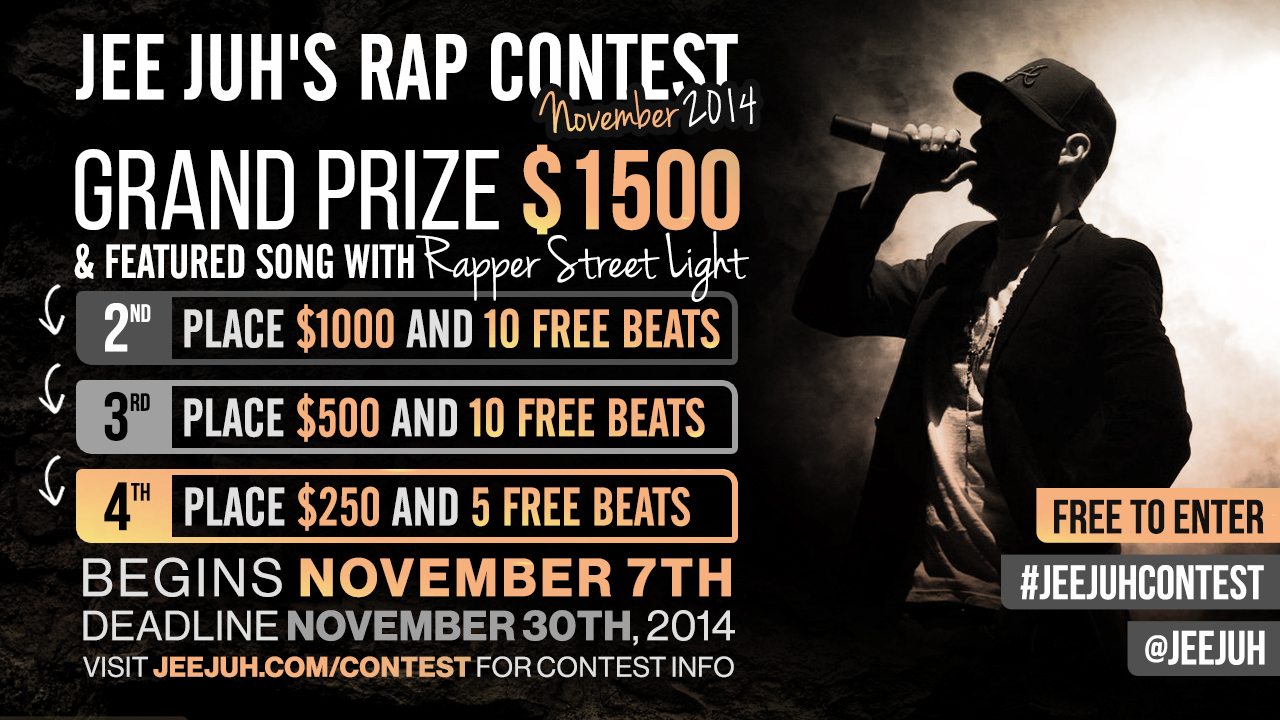 JEE JUH'S RAP CONTEST
November 2014
GRAND PRIZE $1500
& FEATURED SONG WITH Rapper Street Light
2ND PLACE $1000 AND 10 FREE BEATS
3RD PLACE $500 AND 10 FREE BEATS
4TH PLACE $250 AND 5 FREE BEATS
BEGINS NOVEMBER 7TH
DEADLINE NOVEMBER 30TH, 2014
VISIT JEEJUH.COM/CONTEST FOR CONTEST INFO
FREE TO ENTER
#JEEJUHCONTEST
@JEEJUH